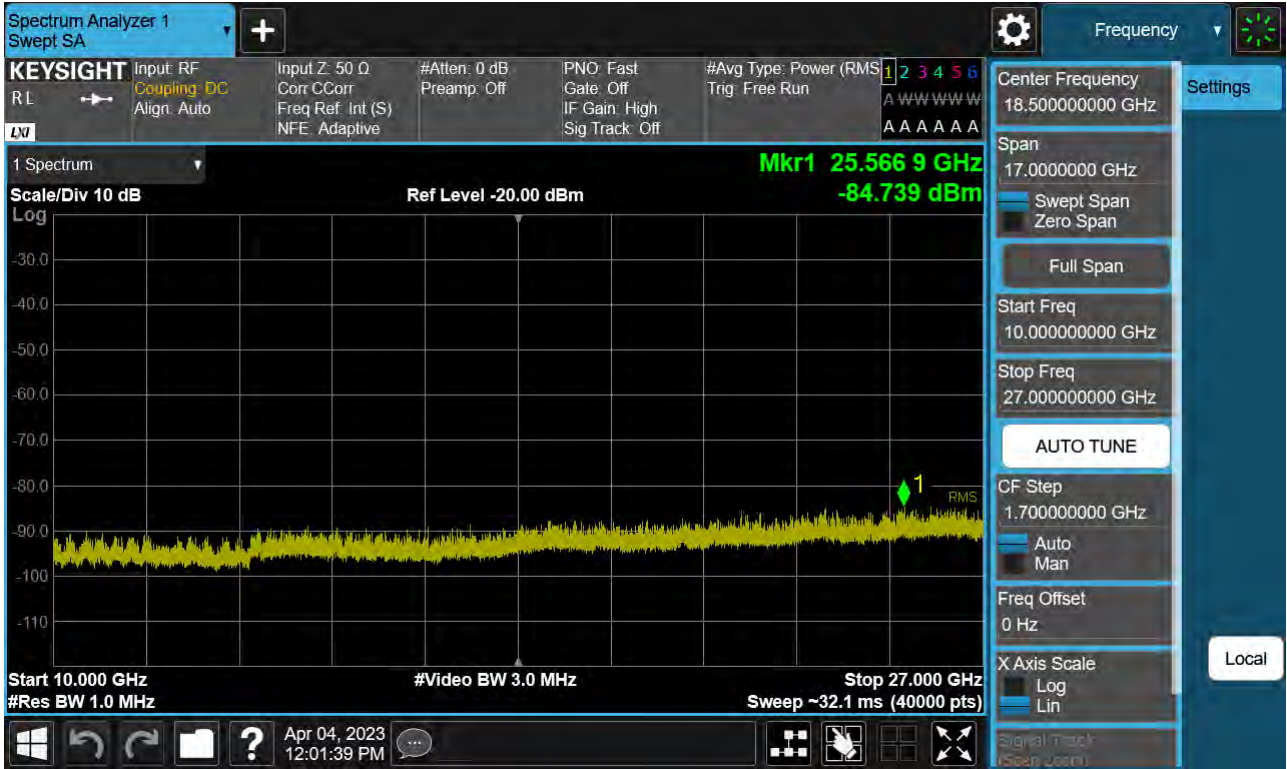 Spectrum Analyzer 1
Swept SA
Frequency
KEYSIGHT
R L
LXI
Input: RF
Coupling: DC
Align: Auto
Input Z: 50 Ω
Corr CCorr
Freq Ref: Int (S)
NFE: Adaptive
#Atten: 0 dB
Preamp: Off
PNO: Fast
Gate: Off
IF Gain: High
Sig Track: Off
#Avg Type: Power (RMS
Trig: Free Run
1 2 3 4 5 6
A W W W W W
A A A A A A
1 Spectrum
Scale/Div 10 dB
Log
Ref Level -20.00 dBm
Mkr1 25.566 9 GHz
-84.739 dBm
-30.0
-40.0
-50.0
-60.0
-70.0
-80.0
-90.0
-100
-110
1
RMS
Start 10.000 GHz
#Video BW 3.0 MHz
Stop 27.000 GHz
#Res BW 1.0 MHz
Sweep ~32.1 ms (40000 pts)
?
Apr 04, 2023
12:01:39 PM
Center Frequency
18.500000000 GHz
Span
17.0000000 GHz
Swept Span
Zero Span
Full Span
Start Freq
10.000000000 GHz
Stop Freq
27.000000000 GHz
AUTO TUNE
CF Step
1.700000000 GHz
Auto
Man
Freq Offset
0 Hz
X Axis Scale
Log
Lin
Signal Track
(Span Zoom)
Settings
Local